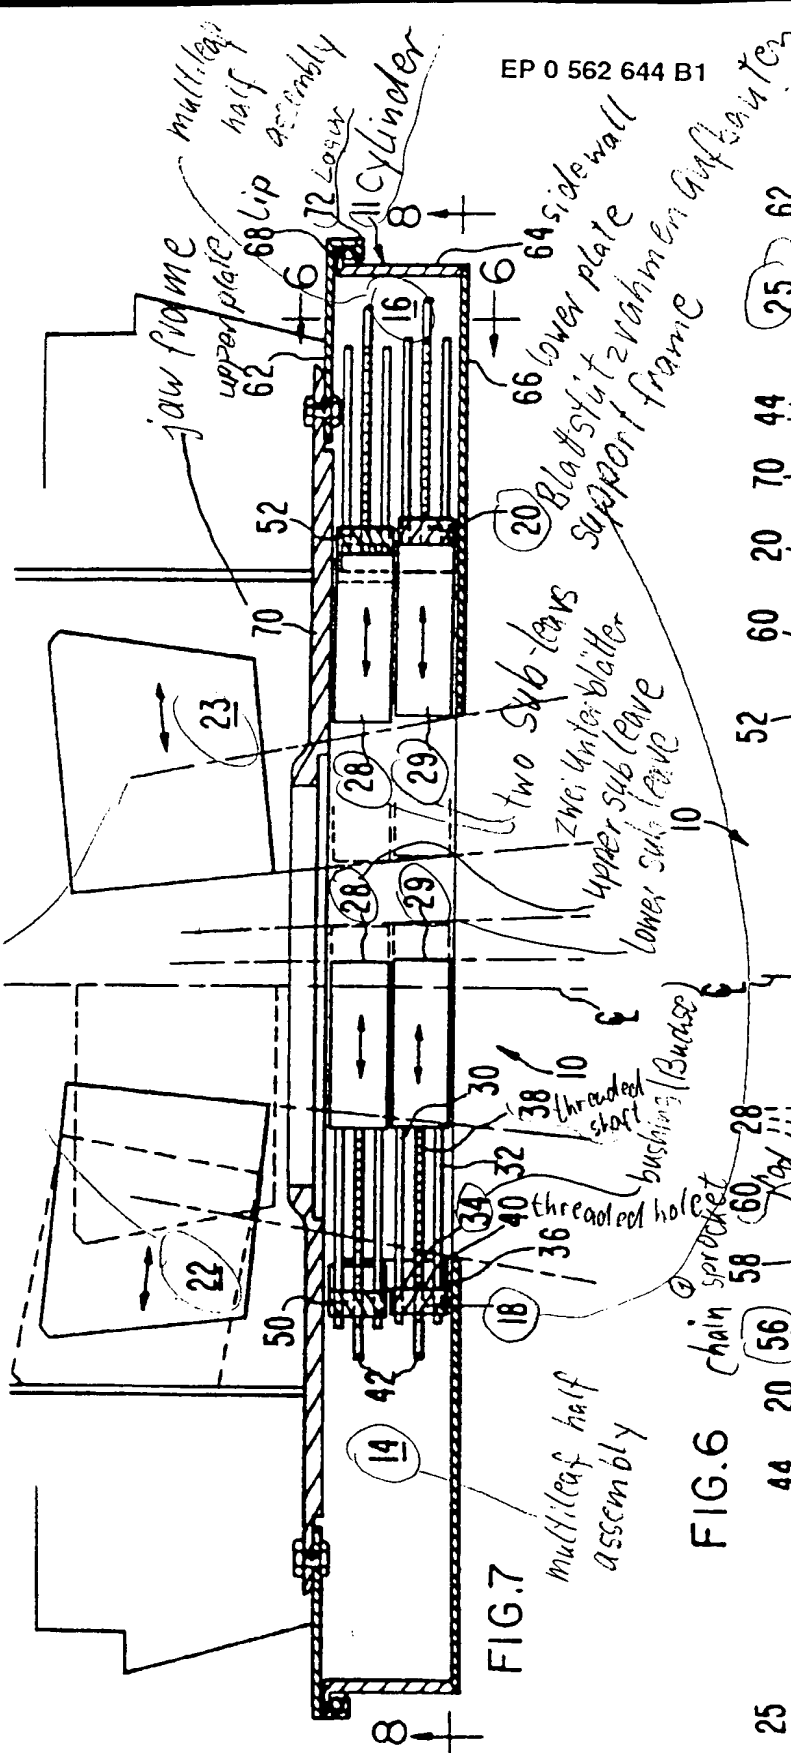 EP 0 562 644 B1
multileaf
half
assembly
68 Lip
72 Lager
11 Cylinder
8
6
6
64 sidewall
66 lower plate
jaw frame
upper plate
62
16
52
20
Blattstützrahmen Aufbauten
support frame
70
23
28
29
two Sub-leavs
zwei Unterblätter
upper sub leave
lower sub leave
28
29
10
10
30
38 threaded
shaft
32
34
bushing (Buchse)
40 threaded hole
36
18
22
50
42
14
multileaf half
assembly
FIG.7
8
FIG.6
chain sprocket
25
44
20
56
58
60
28
52
60
20
70
44
25
62